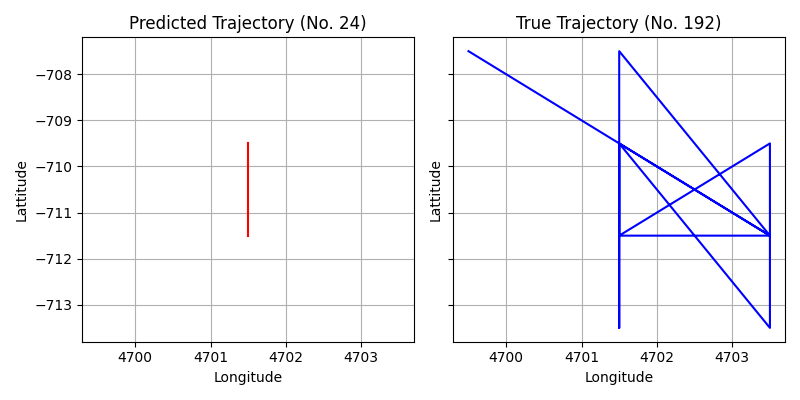 Predicted Trajectory (No. 24)
−708
−709
−710
−711
−712
−713
Lattitude
4700 4701 4702 4703
Longitude
True Trajectory (No. 192)
Lattitude
4700 4701 4702 4703
Longitude